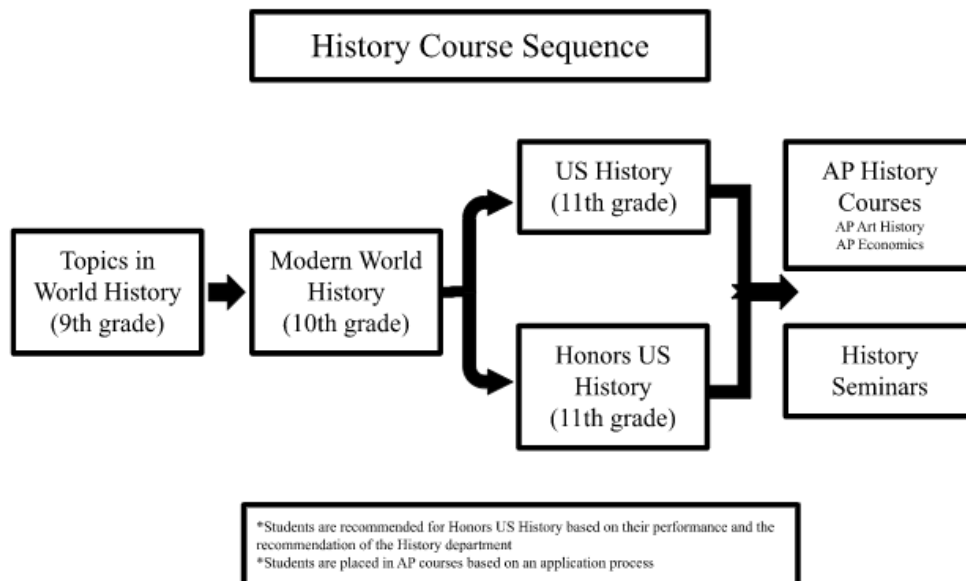 History Course Sequence
Topics in
World History
(9th grade)
Modern World
History
(10th grade)
US History
(11th grade)
Honors US
History
(11th grade)
AP History
Courses
AP Art History
AP Economics
History
Seminars
*Students are recommended for Honors US History based on their performance and the
recommendation of the History department
*Students are placed in AP courses based on an application process